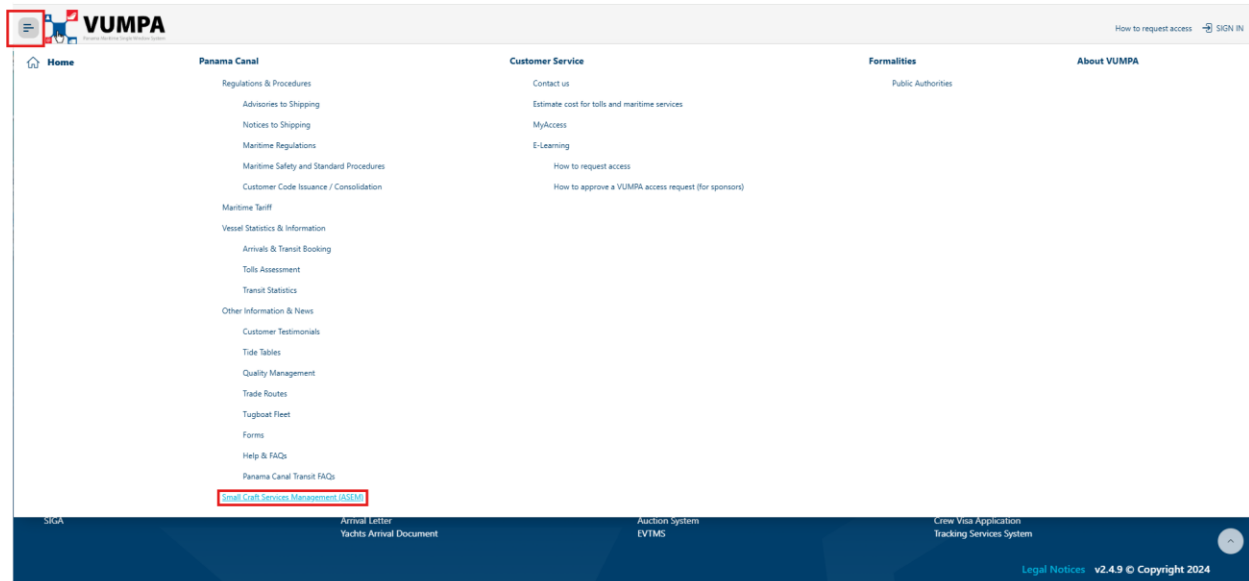 VUMPA
Panama Maritime Single Window System
How to request access
SIGN IN
Home
Panama Canal
Regulations & Procedures
Advisories to Shipping
Notices to Shipping
Maritime Regulations
Maritime Safety and Standard Procedures
Customer Code Issuance / Consolidation
Maritime Tariff
Vessel Statistics & Information
Arrivals & Transit Booking
Tolls Assessment
Transit Statistics
Other Information & News
Customer Testimonials
Tide Tables
Quality Management
Trade Routes
Tugboat Fleet
Forms
Help & FAQs
Panama Canal Transit FAQs
Small Craft Services Management (ASEM)
Customer Service
Contact us
Estimate cost for tolls and maritime services
MyAccess
E-Learning
How to request access
How to approve a VUMPA access request (for sponsors)
Formalities
Public Authorities
About VUMPA
SIGA
Arrival Letter
Yachts Arrival Document
Auction System
EVTMS
Crew Visa Application
Tracking Services System
Legal Notices v2.4.9 © Copyright 2024